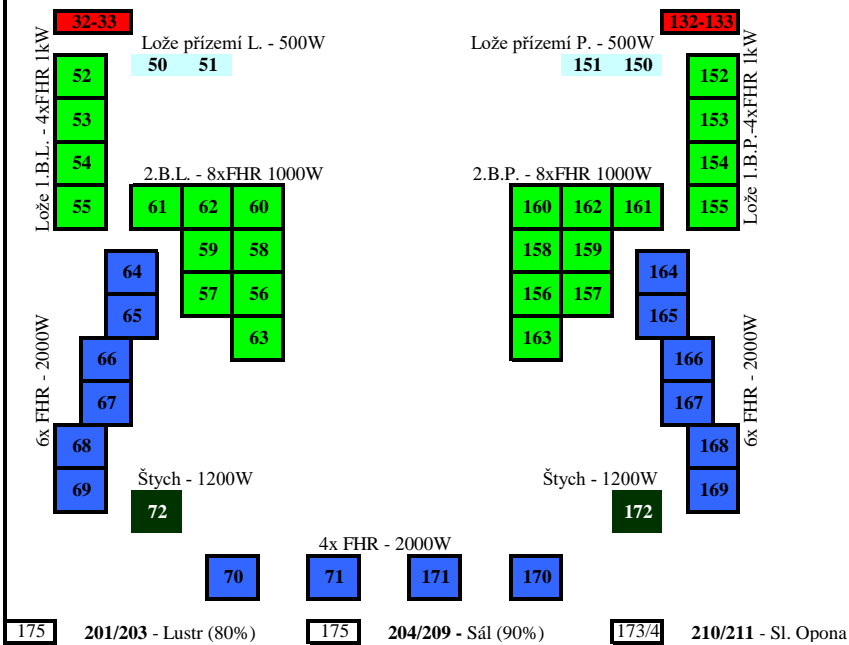 32-33 132-133
Lože přízemí L. - 500W Lože přízemí P. - 500W
50 51 151 150
Lože 1.B.L. - 4xFHR 1kW
Lože 1.B.P.-4xFHR 1kW
52 152
53 153
54 154
2.B.L. - 8xFHR 1000W 2.B.P. - 8xFHR 1000W
55 61 62 60 160 162 161 155
59 58 158 159
64 164
57 56 156 157
65 165
63 163
66 166
6x FHR - 2000W
6x FHR - 2000W
67 167
68 168
Štych - 1200W Štych - 1200W
69 169
72 172
4x FHR - 2000W
70 71 171 170
175 201/203 - Lustr (80%) 175 204/209 - Sál (90%) 173/4 210/211 - Sl. Opona